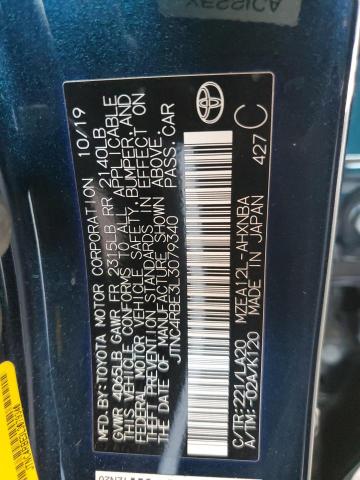 MFD.BY:TOYOTA MOTOR CORPORATION 10/19
GVWR 4065LB GAWR FR 2315LB RR 2140LB
THIS VEHICLE CONFORMS TO ALL APPLICABLE
FEDERAL MOTOR VEHICLE SAFETY, BUMPER, AND
THEFT PREVENTION STANDARDS IN EFFECT ON THE
DATE OF MANUFACTURE SHOWN ABOVE.
JTNC4RBE3L3073340 PASS. CAR
TOYOTA
C/TR:221/LA20 MZEA12L-AHXNBA
A/TM:-02A/K120 MADE IN JAPAN 427 C